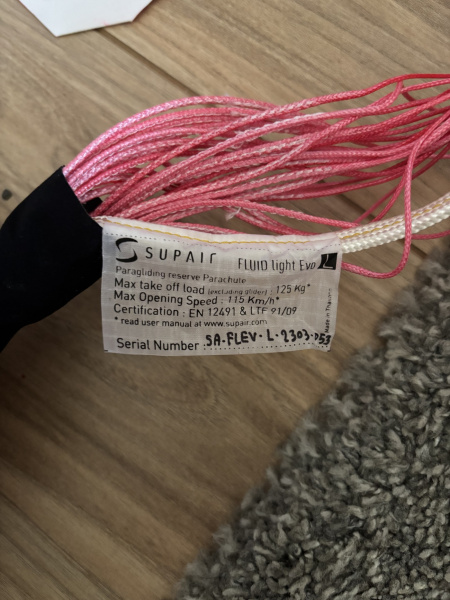 SUPAIR FLUID light Evo L
Paragliding reserve Parachute
Max take off load (excluding glider) : 125 Kg*
Max Opening Speed : 115 Km/h*
Certification : EN 12491 & LTF 91/09
* read user manual at www.supair.com
Serial Number : SA-FLEV-L-2303-053
Made in